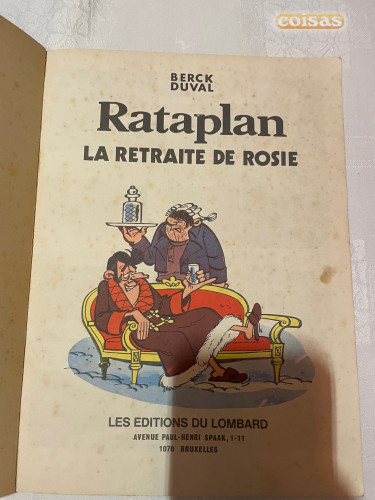 coisas
BERCK
DUVAL
Rataplan
LA RETRAITE DE ROSIE
LES EDITIONS DU LOMBARD
AVENUE PAUL-HENRI SPAAK, 1-11
1070 BRUXELLES